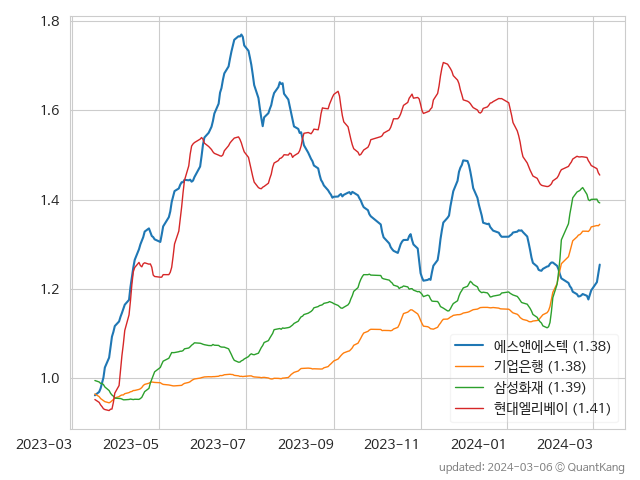 1.8
1.6
1.4
1.2
1.0
에스앤에스텍 (1.38)
기업은행 (1.38)
삼성화재 (1.39)
현대엘리베이 (1.41)
2023-03 2023-05 2023-07 2023-09 2023-11 2024-01 2024-03
updated: 2024-03-06 © QuantKang